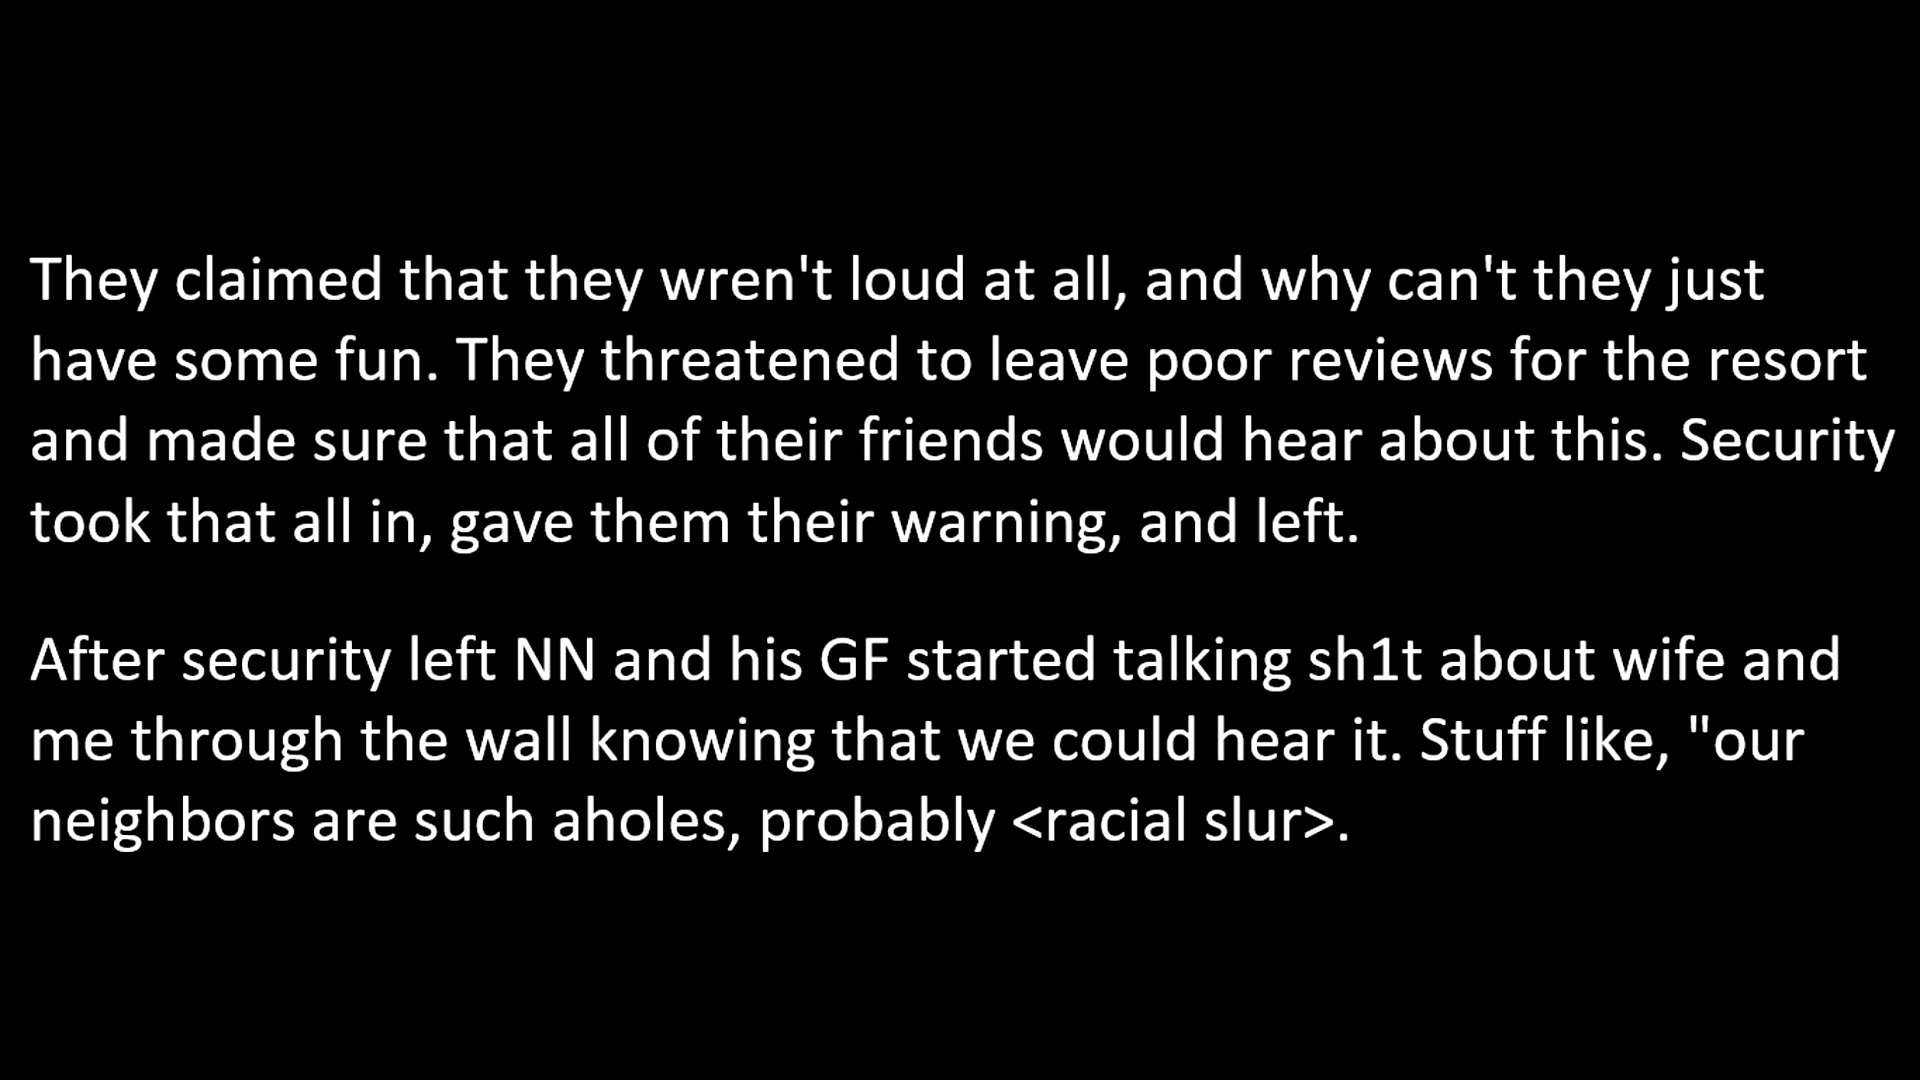 They claimed that they wren't loud at all, and why can't they just
have some fun. They threatened to leave poor reviews for the resort
and made sure that all of their friends would hear about this. Security
took that all in, gave them their warning, and left.
After security left NN and his GF started talking sh1t about wife and
me through the wall knowing that we could hear it. Stuff like, "our
neighbors are such aholes, probably <racial slur>.